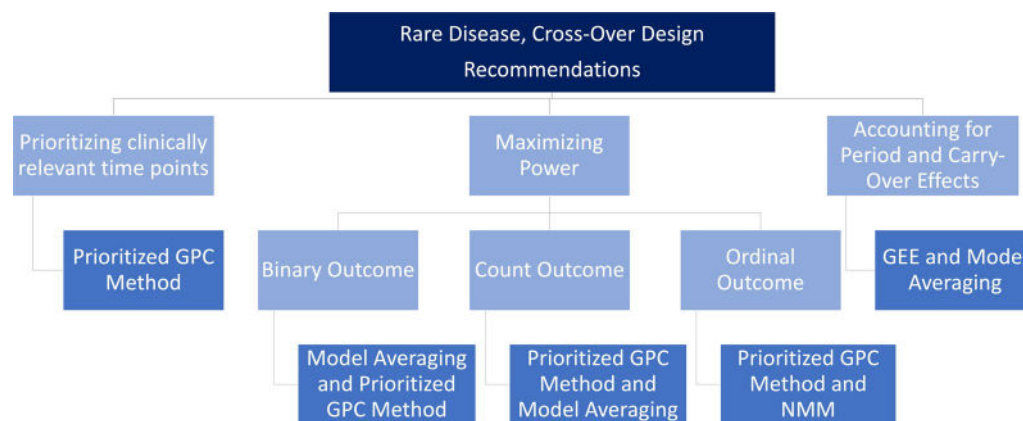 Rare Disease, Cross-Over Design
Recommendations
Prioritizing clinically
relevant time points
Maximizing
Power
Accounting for
Period and Carry-
Over Effects
Prioritized GPC
Method
Binary Outcome
Count Outcome
Ordinal
Outcome
GEE and Mode
Averaging
Model Averaging
and Prioritized
GPC Method
Prioritized GPC
Method and
Model Averaging
Prioritized GPC
Method and
NMM